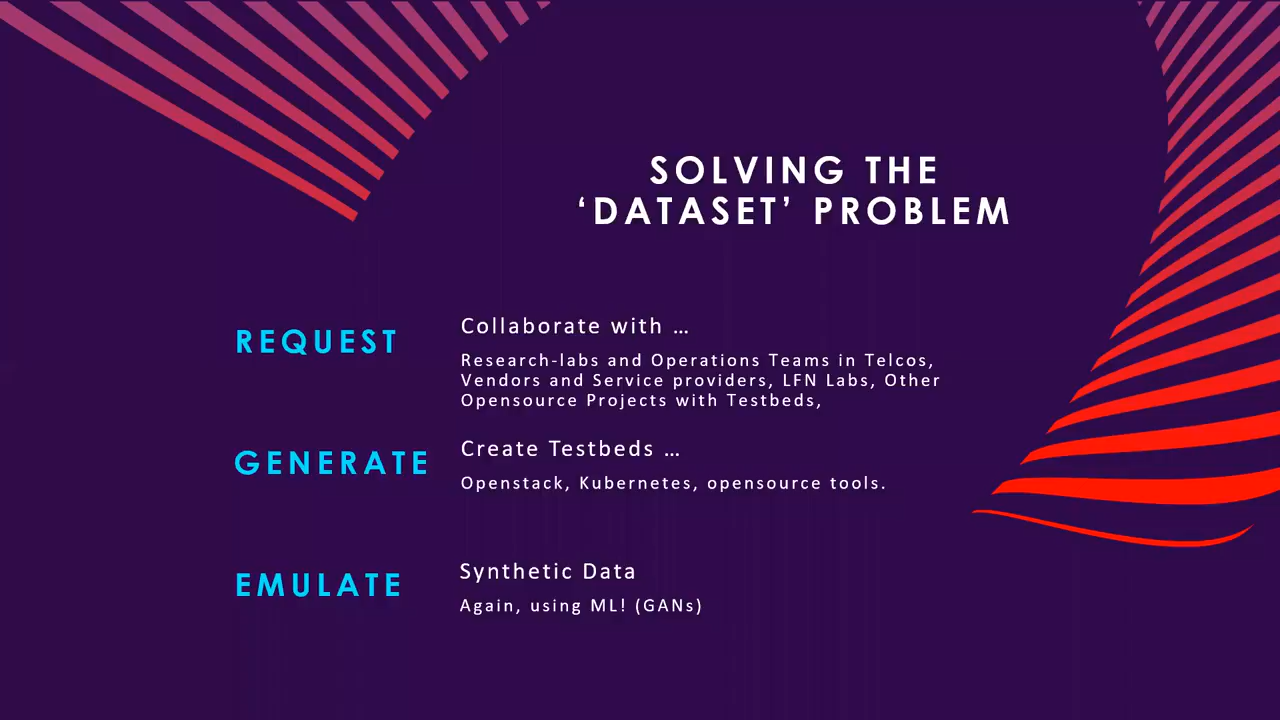 SOLVING THE
‘DATASET’ PROBLEM
REQUEST
Collaborate with …
Research-labs and Operations Teams in Telcos,
Vendors and Service providers, LFN Labs, Other
Opensource Projects with Testbeds,
GENERATE
Create Testbeds …
Openstack, Kubernetes, opensource tools.
EMULATE
Synthetic Data
Again, using ML! (GANs)